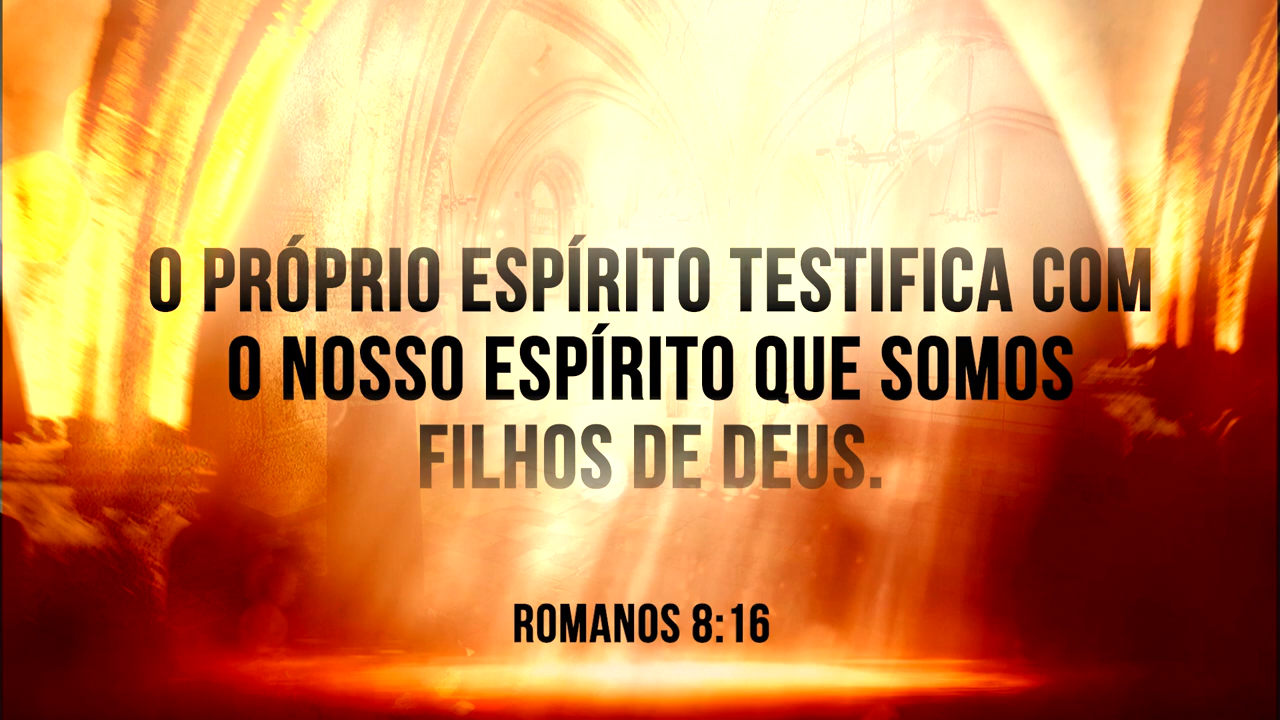 O PRÓPRIO ESPÍRITO TESTIFICA COM
O NOSSO ESPÍRITO QUE SOMOS
FILHOS DE DEUS.
ROMANOS 8:16